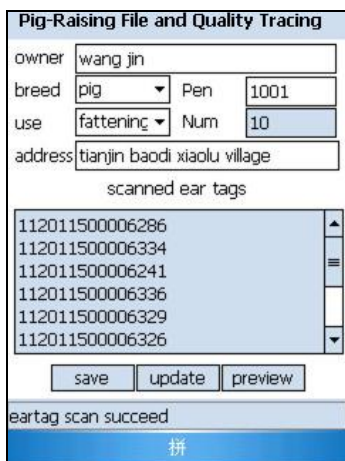 Pig-Raising File and Quality Tracing
owner wang jin
breed pig Pen 1001
use fattening Num 10
address tianjin baodi xiaolu village
scanned ear tags
112011500006286
112011500006334
112011500006241
112011500006336
112011500006329
112011500006326
save update preview
eartag scan succeed
拼